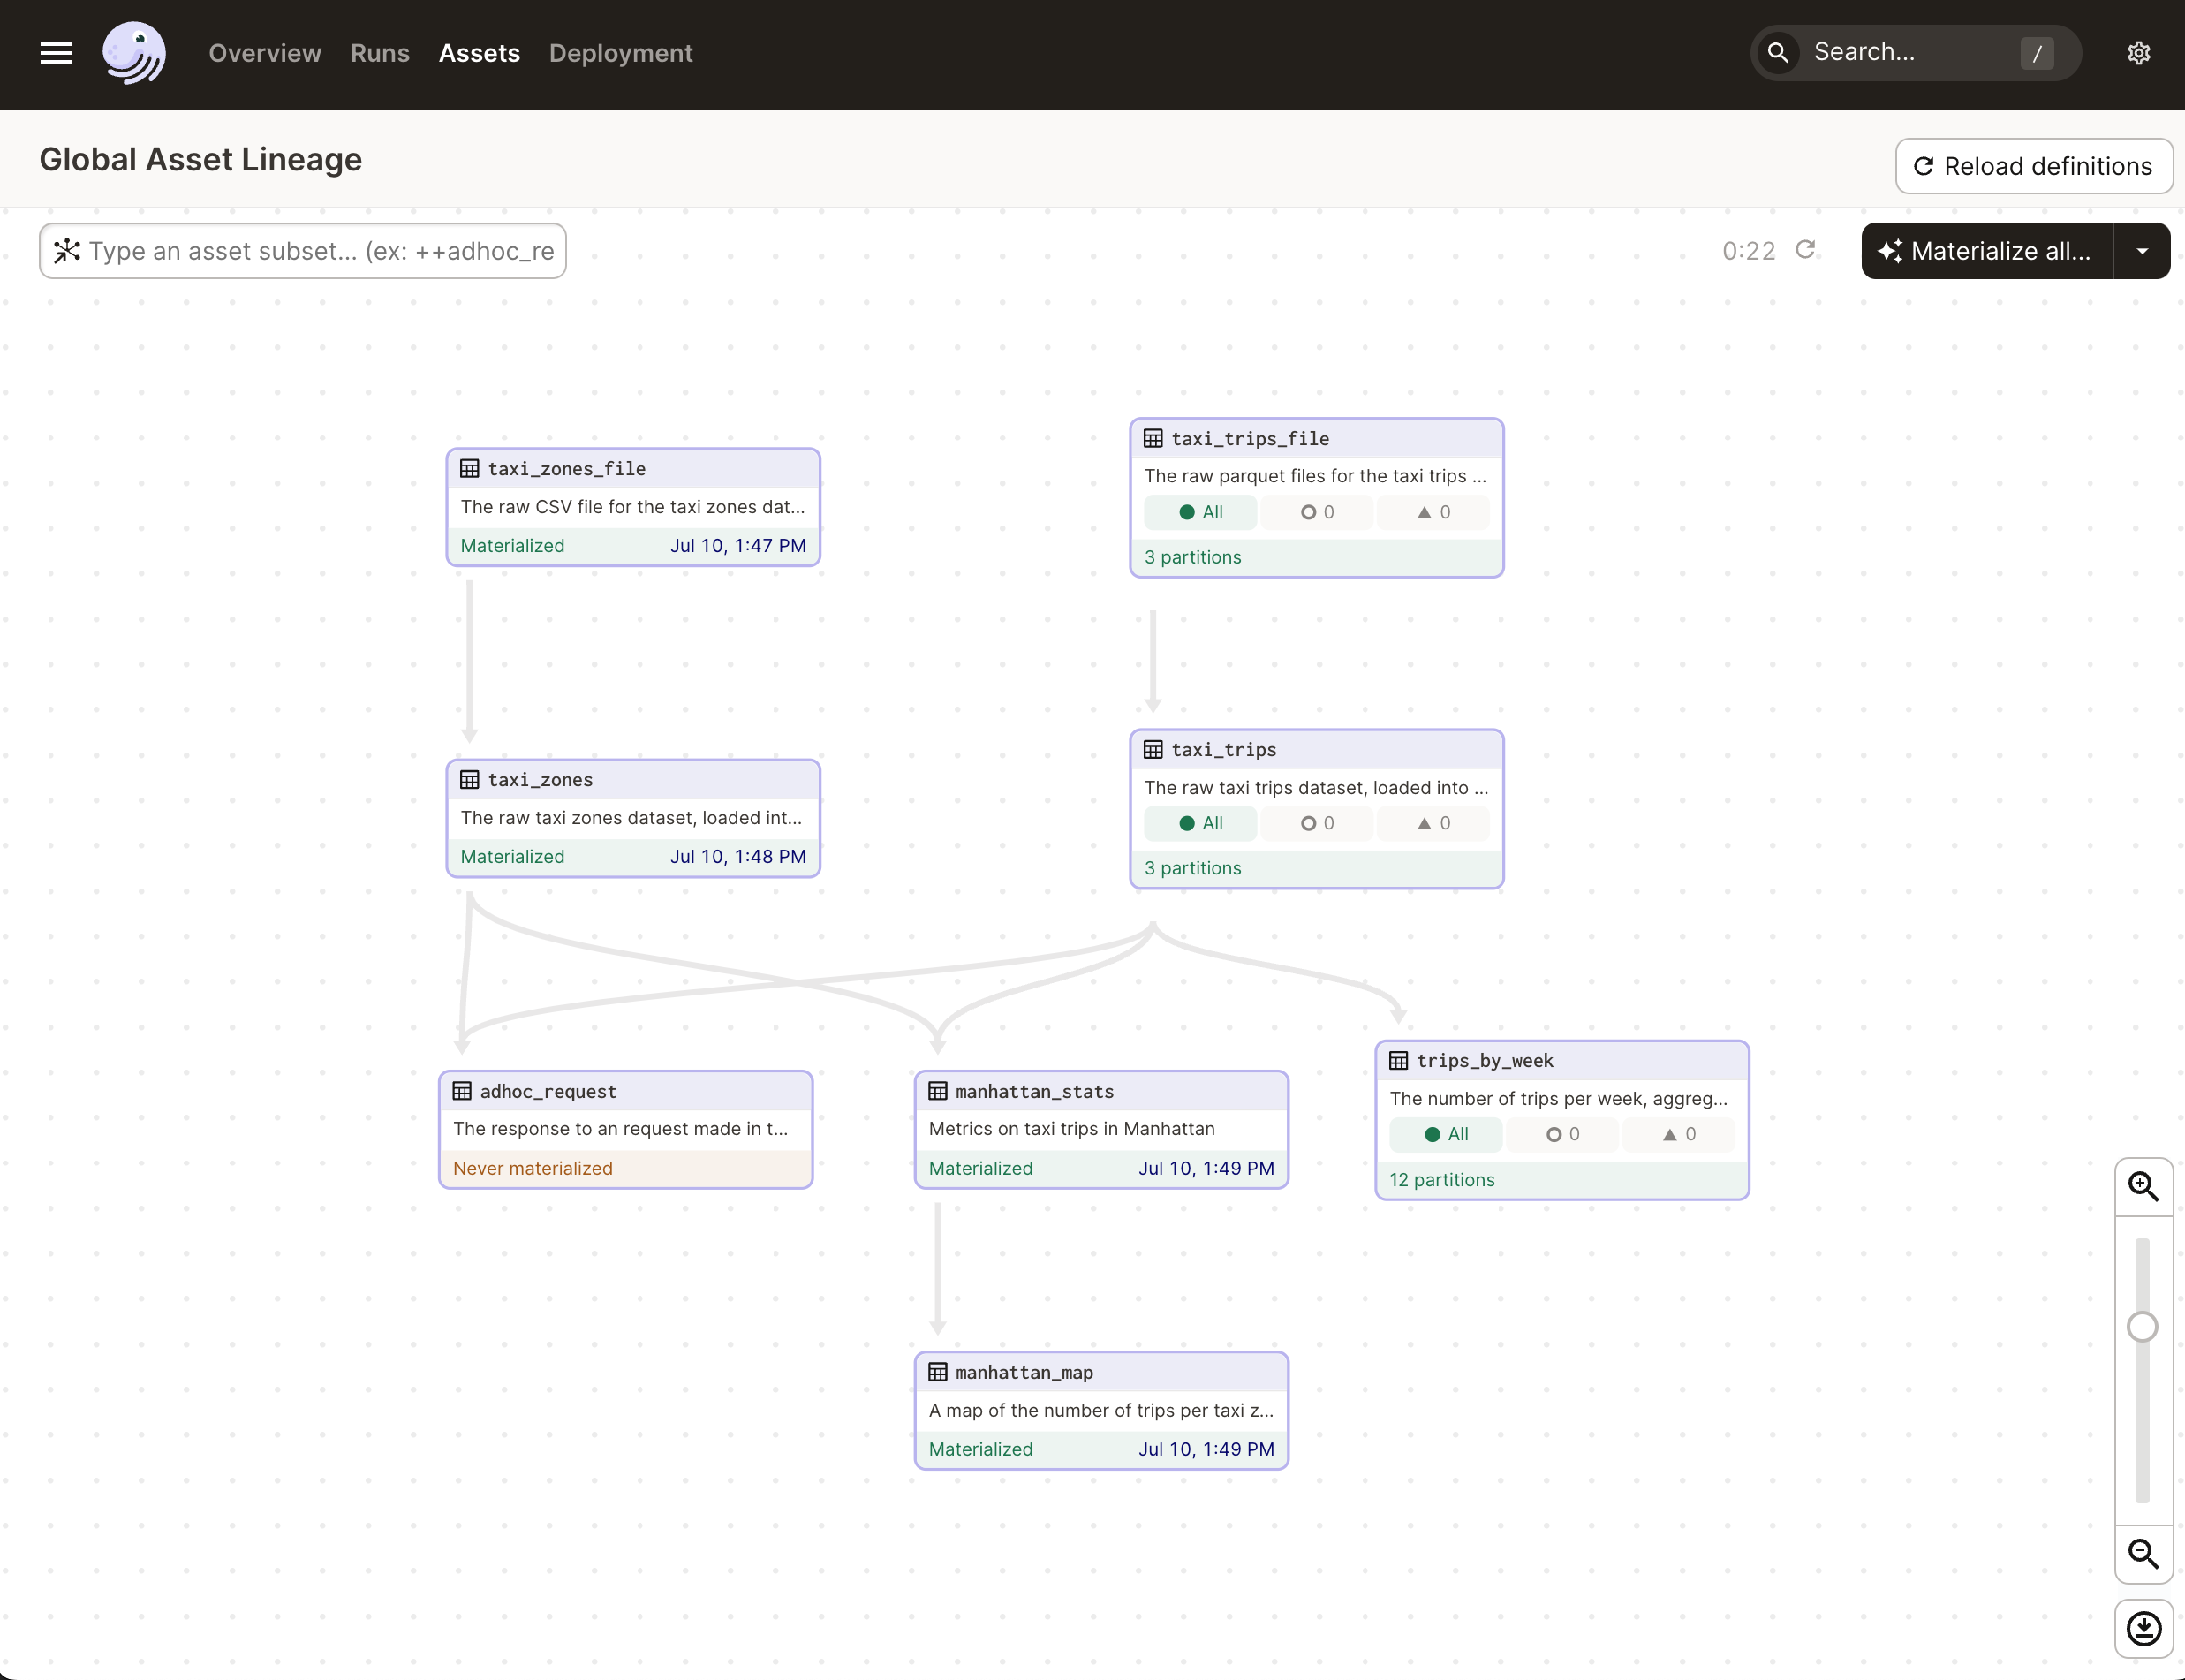 Overview Runs Assets Deployment Search... /
Global Asset Lineage
Reload definitions
Type an asset subset... (ex: ++adhoc_re
0:22
Materialize all...
taxi_zones_file
The raw CSV file for the taxi zones dat...
Materialized Jul 10, 1:47 PM
taxi_trips_file
The raw parquet files for the taxi trips ...
All 0 0
3 partitions
taxi_zones
The raw taxi zones dataset, loaded int...
Materialized Jul 10, 1:48 PM
taxi_trips
The raw taxi trips dataset, loaded into ...
All 0 0
3 partitions
adhoc_request
The response to an request made in t...
Never materialized
manhattan_stats
Metrics on taxi trips in Manhattan
Materialized Jul 10, 1:49 PM
trips_by_week
The number of trips per week, aggreg...
All 0 0
12 partitions
manhattan_map
A map of the number of trips per taxi z...
Materialized Jul 10, 1:49 PM